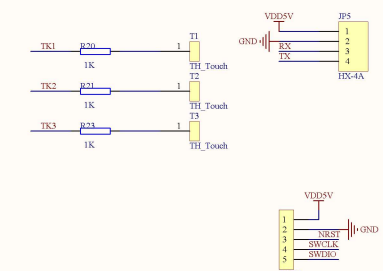 T1
TK1 R20 1
1K TH_Touch
T2
TK2 R21 1
1K TH_Touch
T3
TK3 R23 1
1K TH_Touch
VDD5V JP5
1
GND 2
RX 3
TX 4
HX-4A
VDD5V
1
2 GND
3 NRST
4 SWCLK
5 SWDIO